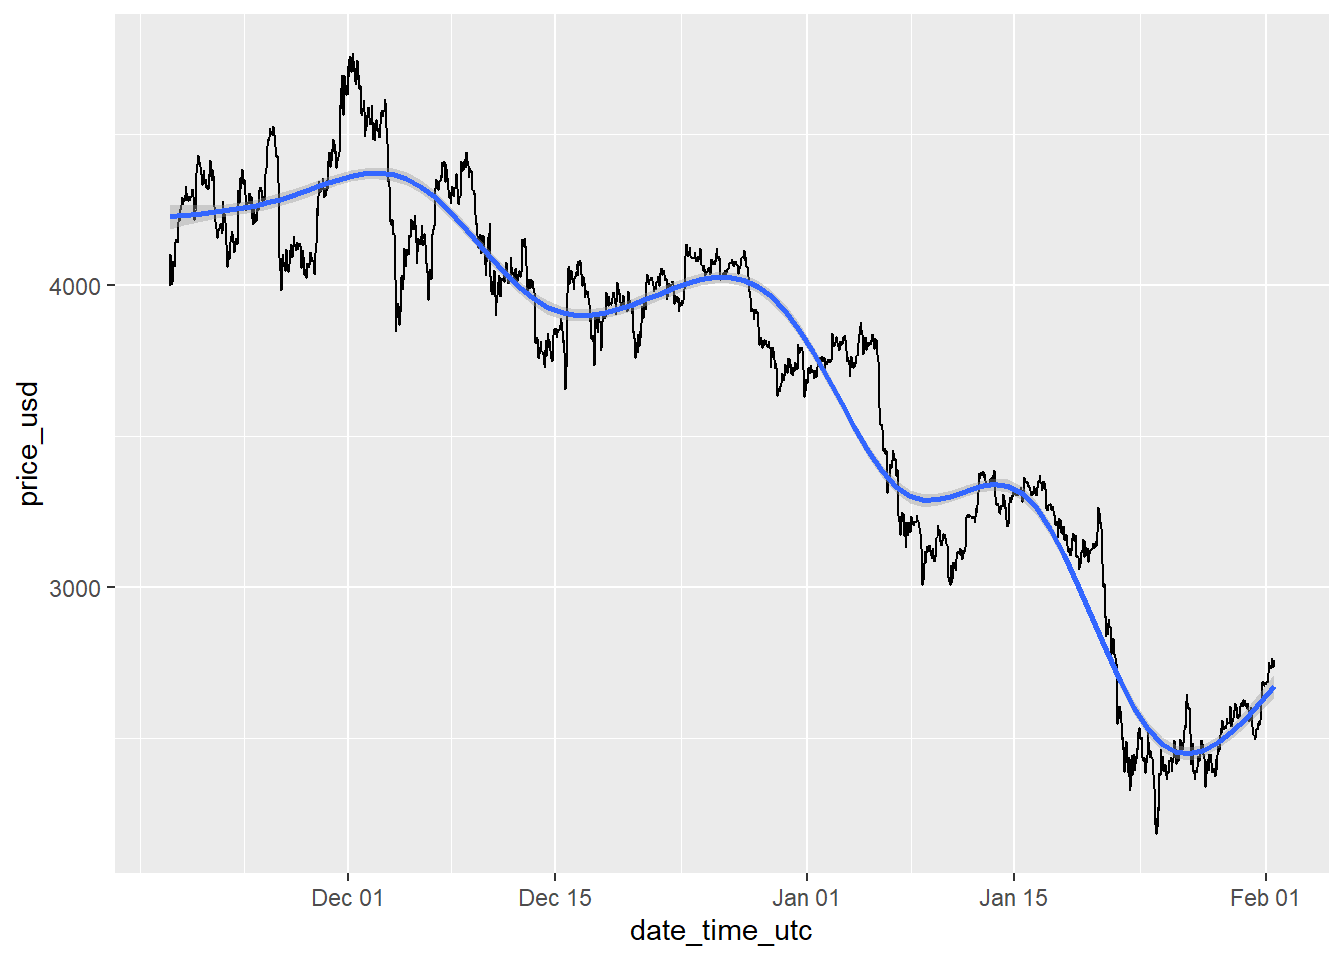 price_usd
4000
3000
Dec 01
Dec 15
Jan 01
Jan 15
Feb 01
date_time_utc